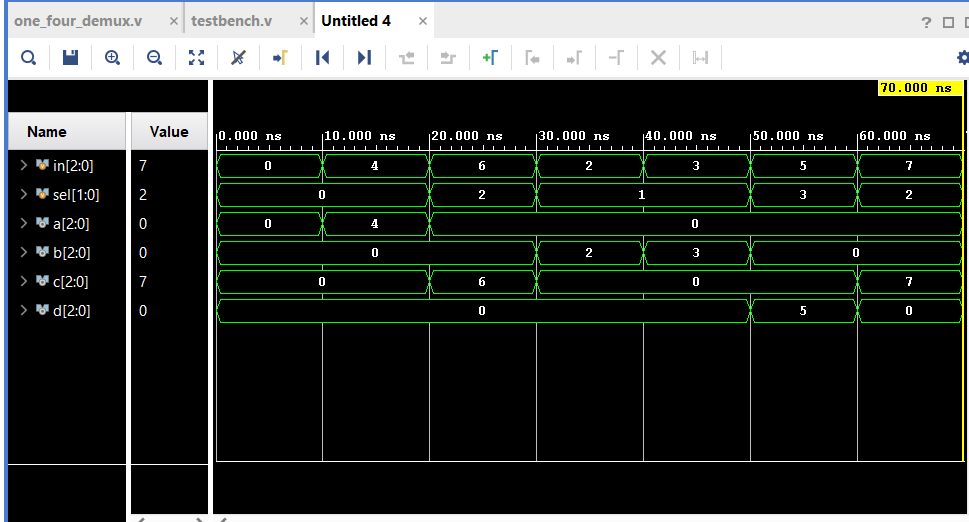 one_four_demux.v × testbench.v × Untitled 4 × ?
70.000 ns
Name Value 0.000 ns 10.000 ns 20.000 ns 30.000 ns 40.000 ns 50.000 ns 60.000 ns
in[2:0] 7 0 4 6 2 3 5 7
sel[1:0] 2 0 2 1 3 2
a[2:0] 0 0 4 0
b[2:0] 0 0 2 3 0
c[2:0] 7 0 6 0 7
d[2:0] 0 0 5 0